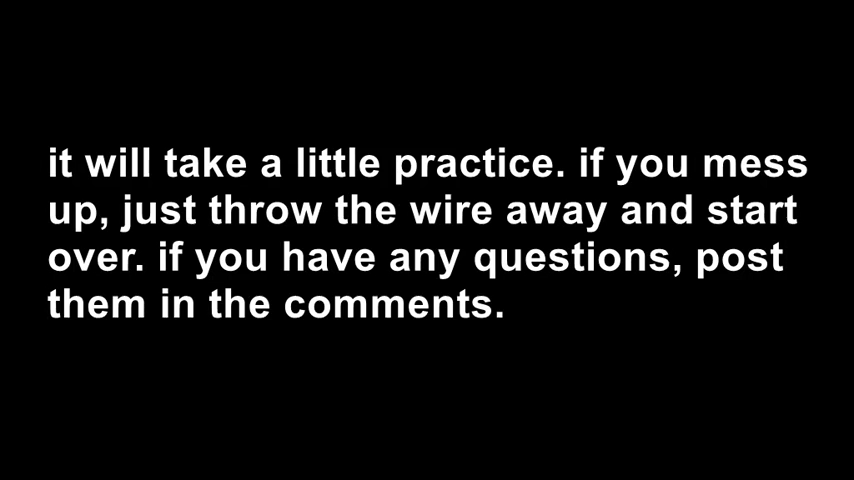 it will take a little practice. if you mess
up, just throw the wire away and start
over. if you have any questions, post
them in the comments.